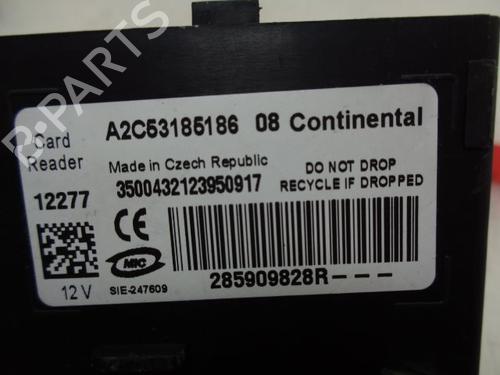 B-PARTS
Card Reader
A2C53185186 08 Continental
Made in Czech Republic
DO NOT DROP
RECYCLE IF DROPPED
12277
3500432123950917
CE
MIC
12 V
SIE-247609
285909828R---